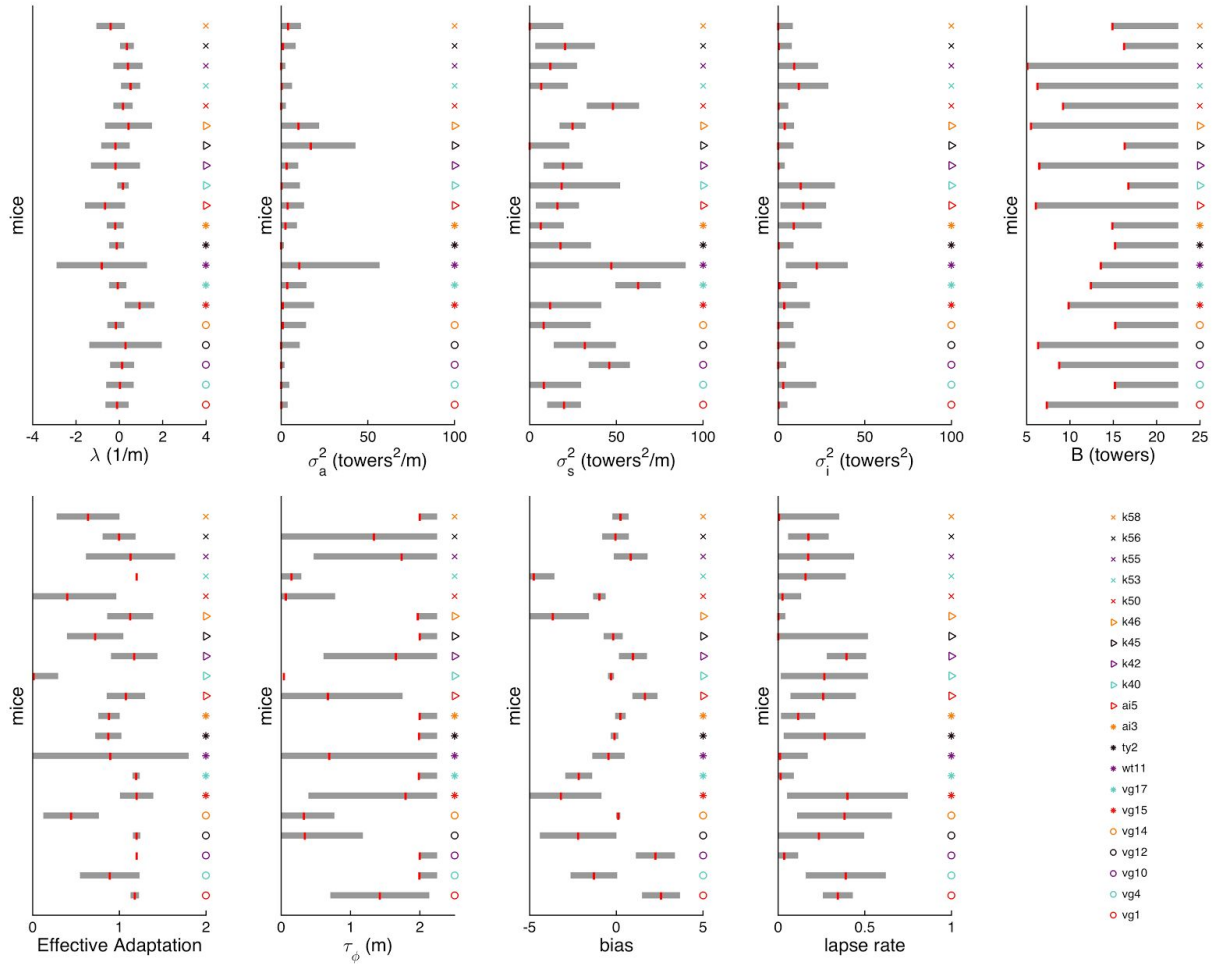 mice
mice
mice
mice
mice
-4 -2 0 2 4
0 50 100
0 50 100
0 50 100
5 10 15 20 25
λ (1/m)
σ²ₐ (towers²/m)
σ²ₛ (towers²/m)
σ²ᵢ (towers²)
B (towers)
mice
mice
mice
mice
k58
k56
k55
k53
k50
k46
k45
k42
k40
ai5
ai3
ty2
wt11
vg17
vg15
vg14
vg12
vg10
vg4
vg1
0 1 2
0 1 2
-5 0 5
0 0.5 1
Effective Adaptation
τᵩ (m)
bias
lapse rate